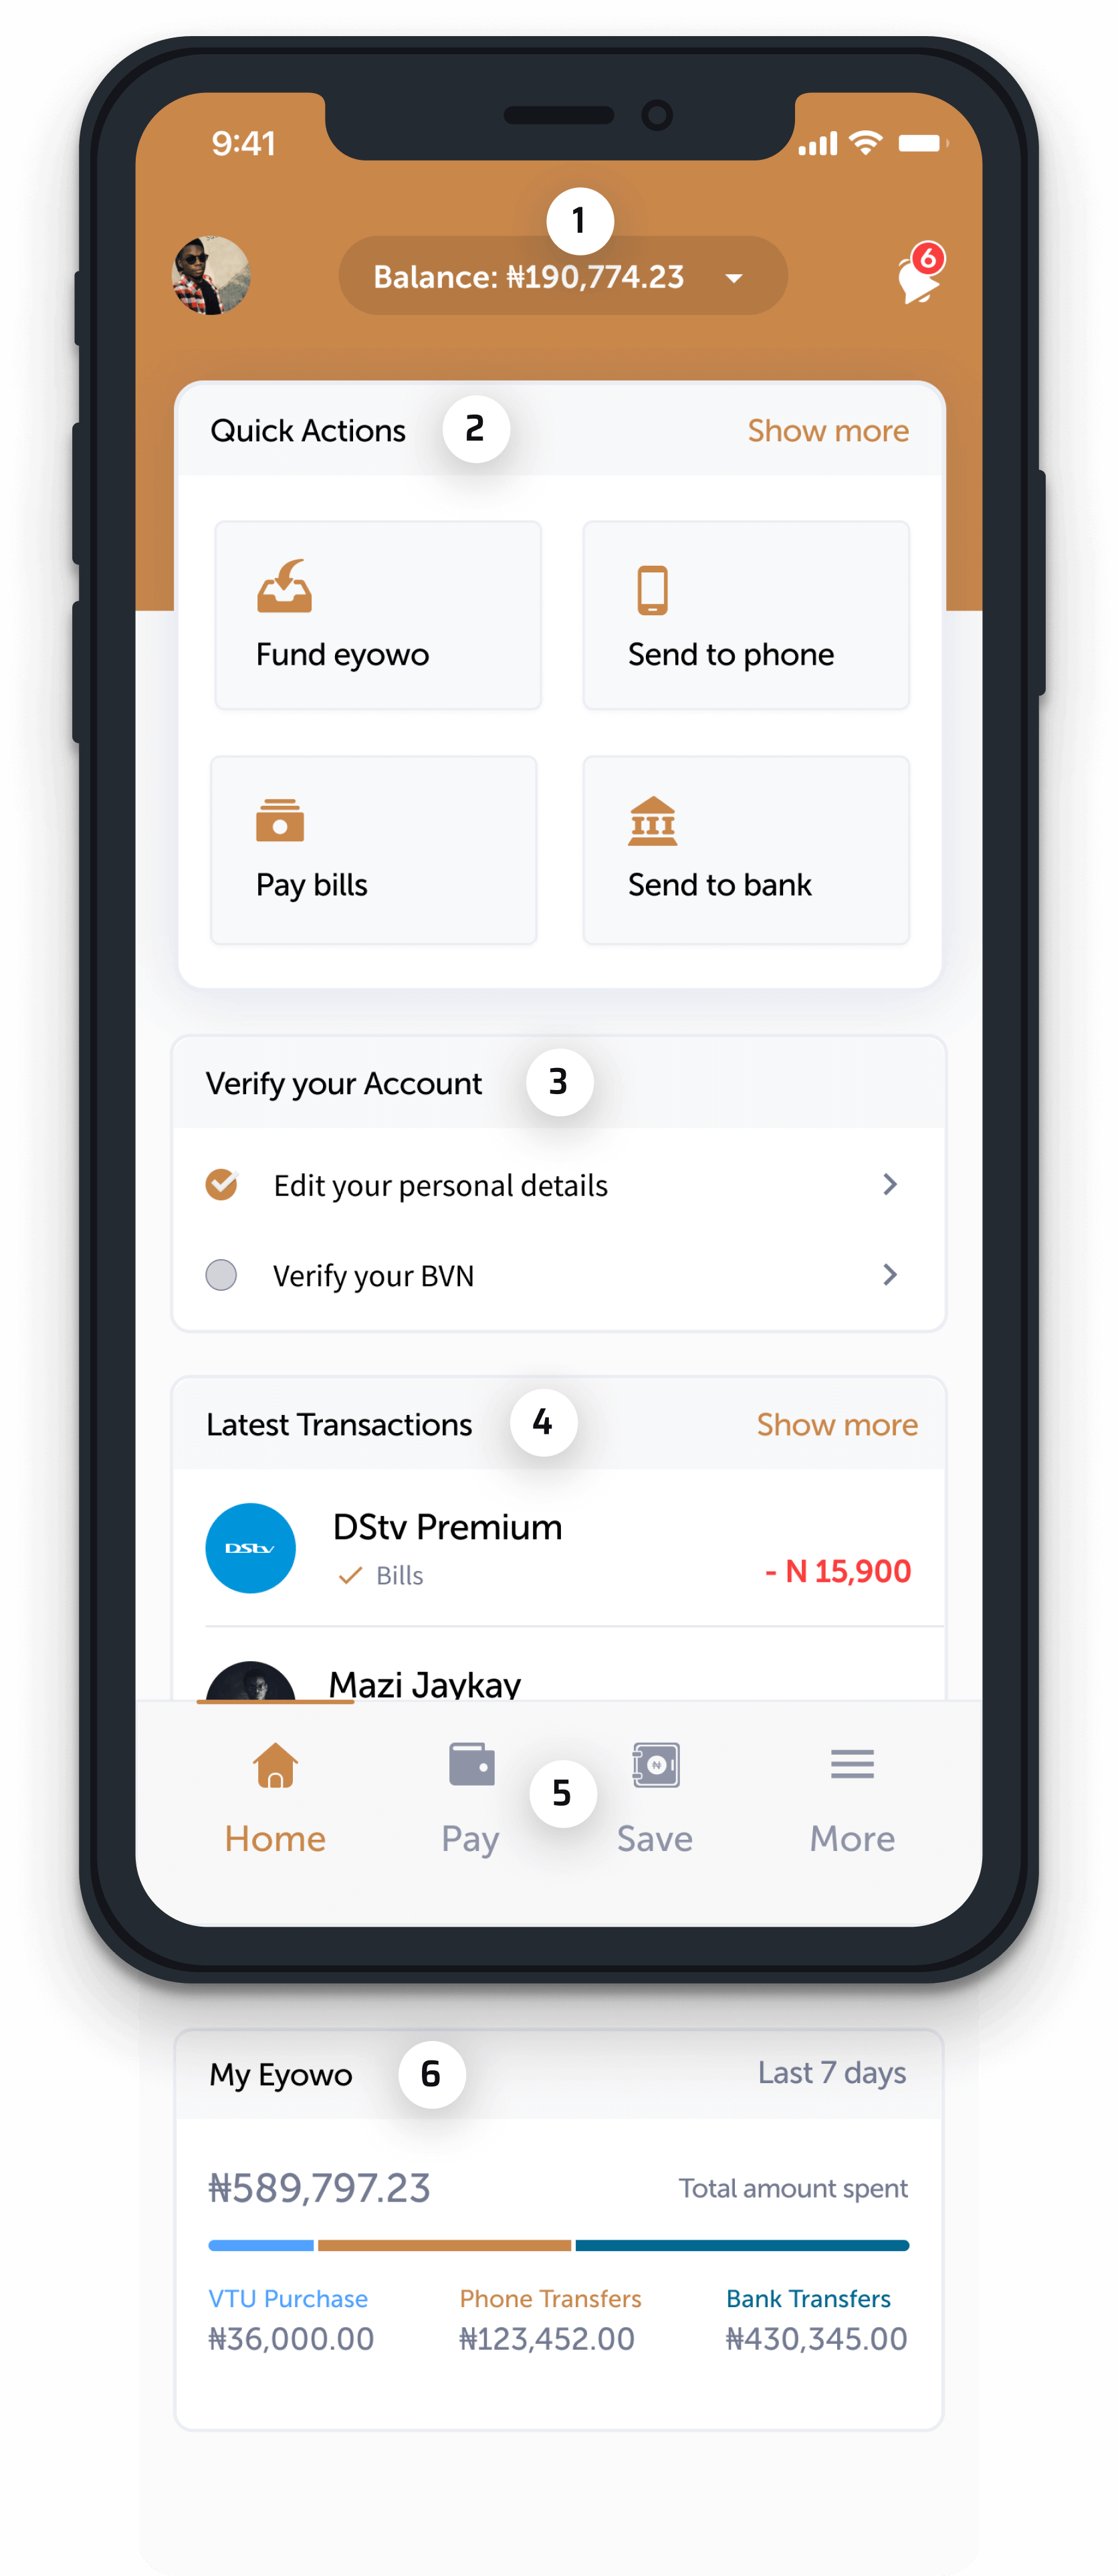 9:41
1
Balance: ₦190,774.23
6
Quick Actions
2
Show more
Fund eyowo
Send to phone
Pay bills
Send to bank
Verify your Account
3
Edit your personal details
Verify your BVN
Latest Transactions
4
Show more
DStv
DStv Premium
Bills
- N 15,900
Mazi Jaykay
5
Home
Pay
Save
More
My Eyowo
6
Last 7 days
₦589,797.23
Total amount spent
VTU Purchase
Phone Transfers
Bank Transfers
₦36,000.00
₦123,452.00
₦430,345.00